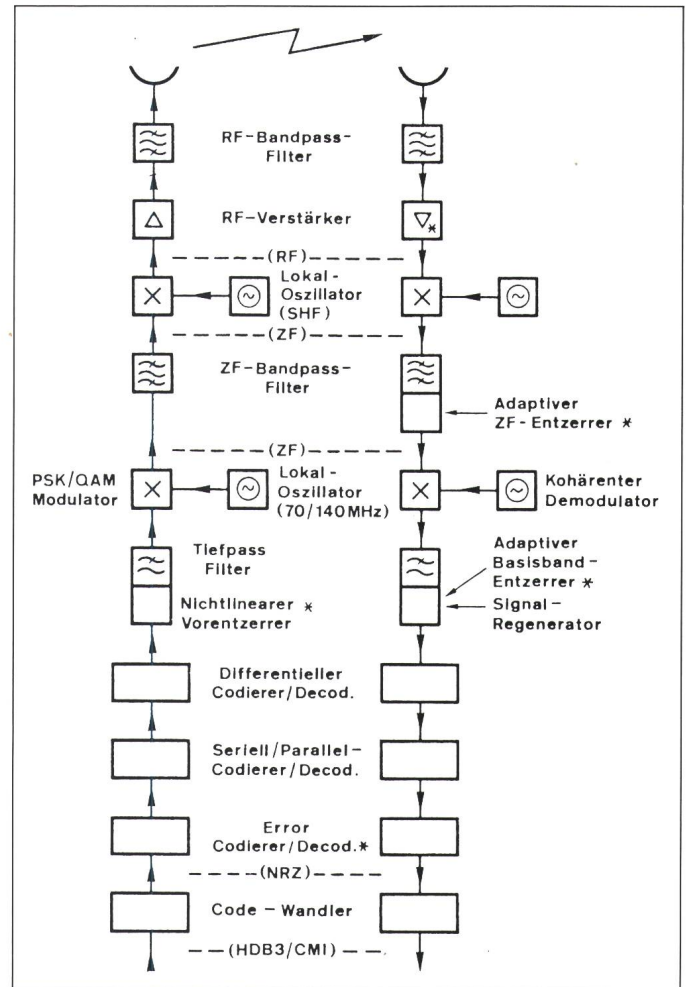 RF-Bandpass-
Filter
RF-Verstärker
*
(RF)
Lokal-
Oszillator
(SHF)
(ZF)
ZF-Bandpass-
Filter
Adaptiver
ZF-Entzerrer *
(ZF)
PSK/QAM
Modulator
Lokal-
Oszillator
(70/140MHz)
Kohärenter
Demodulator
Tiefpass
Filter
Nichtlinearer *
Vorentzerrer
Adaptiver
Basisband-
Entzerrer *
Signal-
Regenerator
Differentieller
Codierer/Decod.
Seriell/Parallel-
Codierer/Decod.
Error
Codierer/Decod.*
(NRZ)
Code-Wandler
(HDB3/CMI)